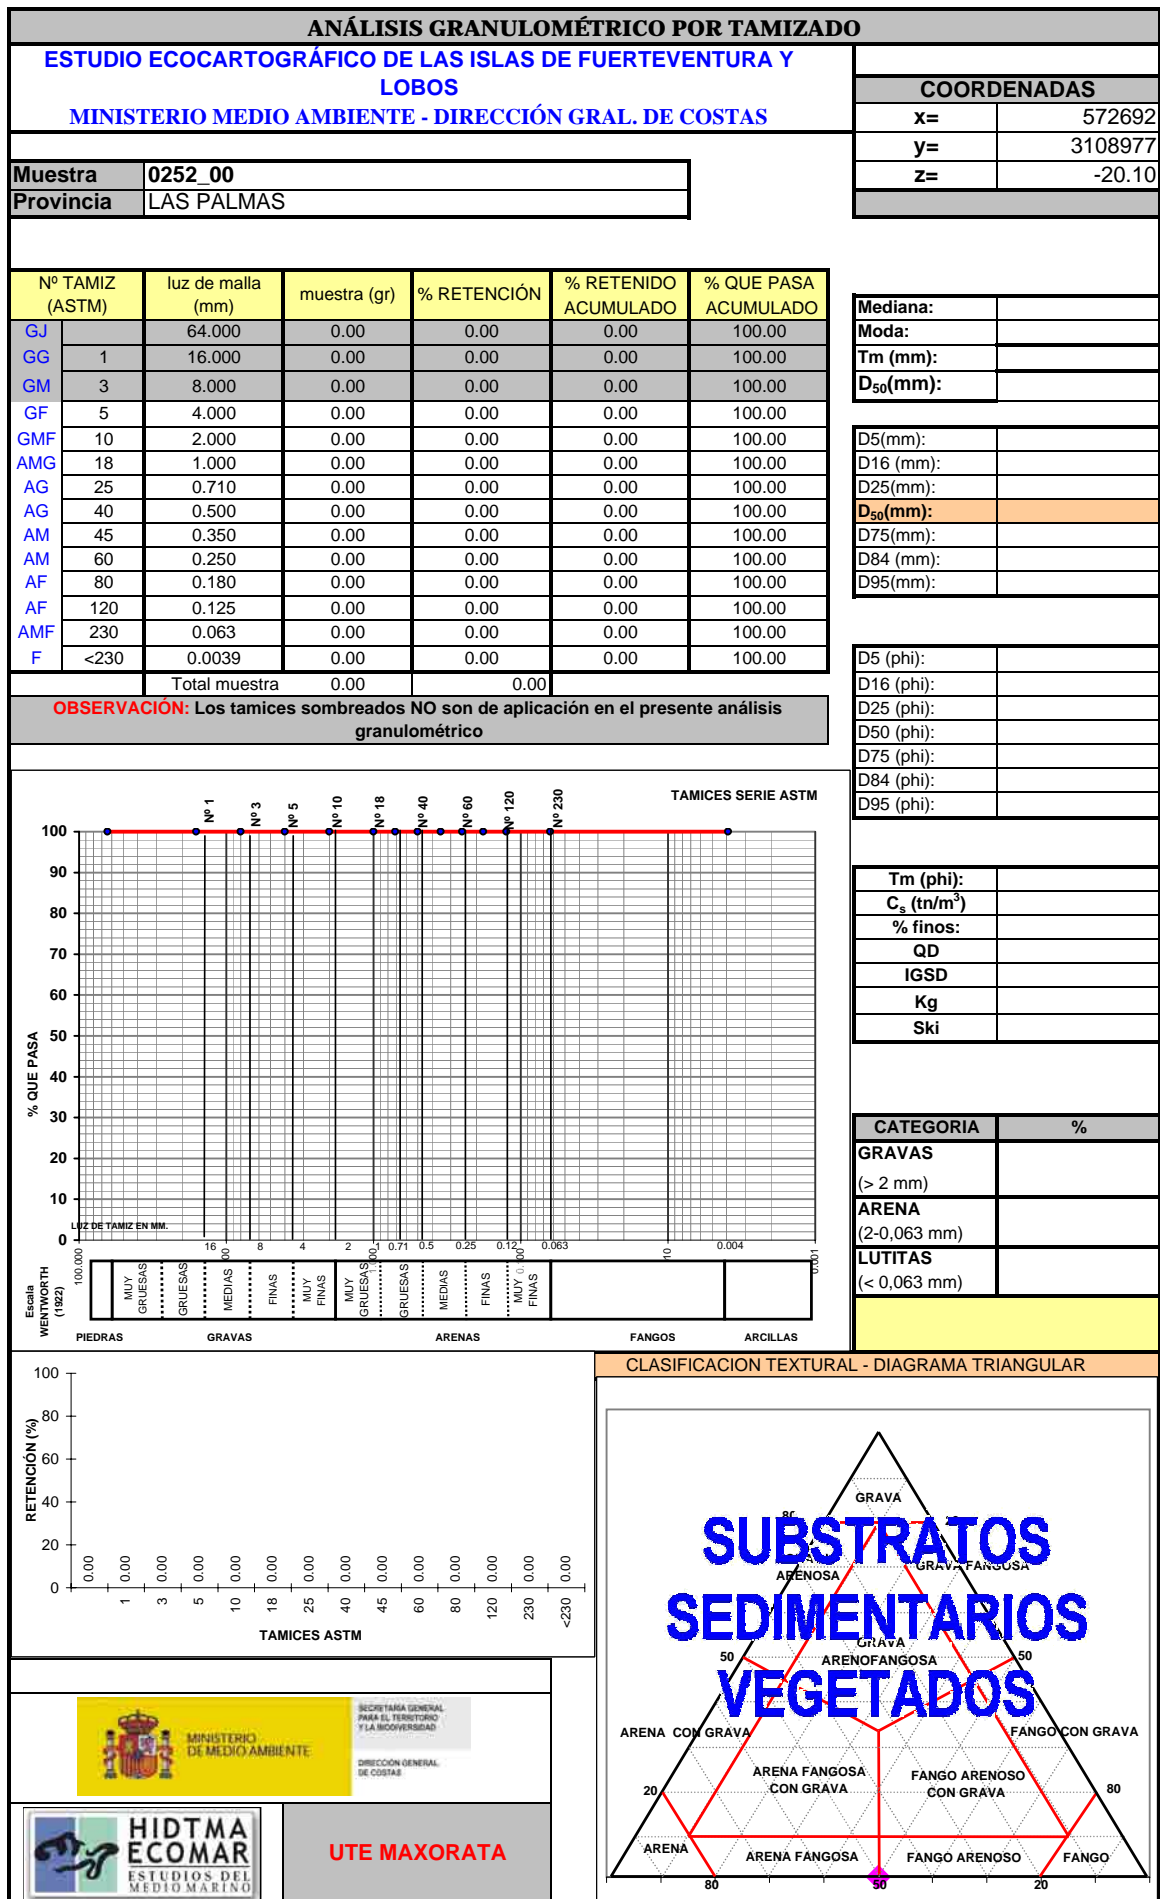 ANÁLISIS GRANULOMÉTRICO POR TAMIZADO
ESTUDIO ECOCARTOGRÁFICO DE LAS ISLAS DE FUERTEVENTURA Y
LOBOS
MINISTERIO MEDIO AMBIENTE - DIRECCIÓN GRAL. DE COSTAS
COORDENADAS
x= 572692
y= 3108977
z= -20.10
Muestra 0252_00
Provincia LAS PALMAS
Nº TAMIZ (ASTM) luz de malla (mm) muestra (gr) % RETENCIÓN % RETENIDO ACUMULADO % QUE PASA ACUMULADO
GJ 64.000 0.00 0.00 0.00 100.00
GG 1 16.000 0.00 0.00 0.00 100.00
GM 3 8.000 0.00 0.00 0.00 100.00
GF 5 4.000 0.00 0.00 0.00 100.00
GMF 10 2.000 0.00 0.00 0.00 100.00
AMG 18 1.000 0.00 0.00 0.00 100.00
AG 25 0.710 0.00 0.00 0.00 100.00
AG 40 0.500 0.00 0.00 0.00 100.00
AM 45 0.350 0.00 0.00 0.00 100.00
AM 60 0.250 0.00 0.00 0.00 100.00
AF 80 0.180 0.00 0.00 0.00 100.00
AF 120 0.125 0.00 0.00 0.00 100.00
AMF 230 0.063 0.00 0.00 0.00 100.00
F <230 0.0039 0.00 0.00 0.00 100.00
Total muestra 0.00 0.00
OBSERVACIÓN: Los tamices sombreados NO son de aplicación en el presente análisis
granulométrico
Mediana:
Moda:
Tm (mm):
D50(mm):
D5(mm):
D16 (mm):
D25(mm):
D50(mm):
D75(mm):
D84 (mm):
D95(mm):
D5 (phi):
D16 (phi):
D25 (phi):
D50 (phi):
D75 (phi):
D84 (phi):
D95 (phi):
Tm (phi):
Cs (tn/m3)
% finos:
QD
IGSD
Kg
Ski
CATEGORIA %
GRAVAS
(> 2 mm)
ARENA
(2-0,063 mm)
LUTITAS
(< 0,063 mm)
TAMICES SERIE ASTM
Nº 1 Nº 3 Nº 5 Nº 10 Nº 18 Nº 40 Nº 60 Nº 120 Nº 230
% QUE PASA
100
90
80
70
60
50
40
30
20
10
0
LUZ DE TAMIZ EN MM.
16 8 4 2 1 0.71 0.5 0.25 0.12 0.063 0.004
100.000
Escala WENTWORTH (1922)
MUY GRUESAS GRUESAS MEDIAS FINAS MUY FINAS MUY GRUESAS GRUESAS MEDIAS FINAS MUY FINAS
PIEDRAS GRAVAS ARENAS FANGOS ARCILLAS
RETENCIÓN (%)
100
80
60
40
20
0
0.00 0.00 0.00 0.00 0.00 0.00 0.00 0.00 0.00 0.00 0.00 0.00 0.00 0.00
1 3 5 10 18 25 40 45 60 80 120 230 <230
TAMICES ASTM
CLASIFICACION TEXTURAL - DIAGRAMA TRIANGULAR
GRAVA
SUBSTRATOS
ARENOSA
GRAVA FANGOSA
SEDIMENTARIOS
GRAVA
ARENOFANGOSA
50 50
VEGETADOS
ARENA CON GRAVA
FANGO CON GRAVA
ARENA FANGOSA
CON GRAVA
FANGO ARENOSO
CON GRAVA
20 80
ARENA
ARENA FANGOSA
FANGO ARENOSO
FANGO
80 50 20
MINISTERIO
DE MEDIO AMBIENTE
SECRETARÍA GENERAL
PARA EL TERRITORIO
Y LA BIODIVERSIDAD
DIRECCIÓN GENERAL
DE COSTAS
HIDTMA
ECOMAR
ESTUDIOS DEL
MEDIO MARINO
UTE MAXORATA